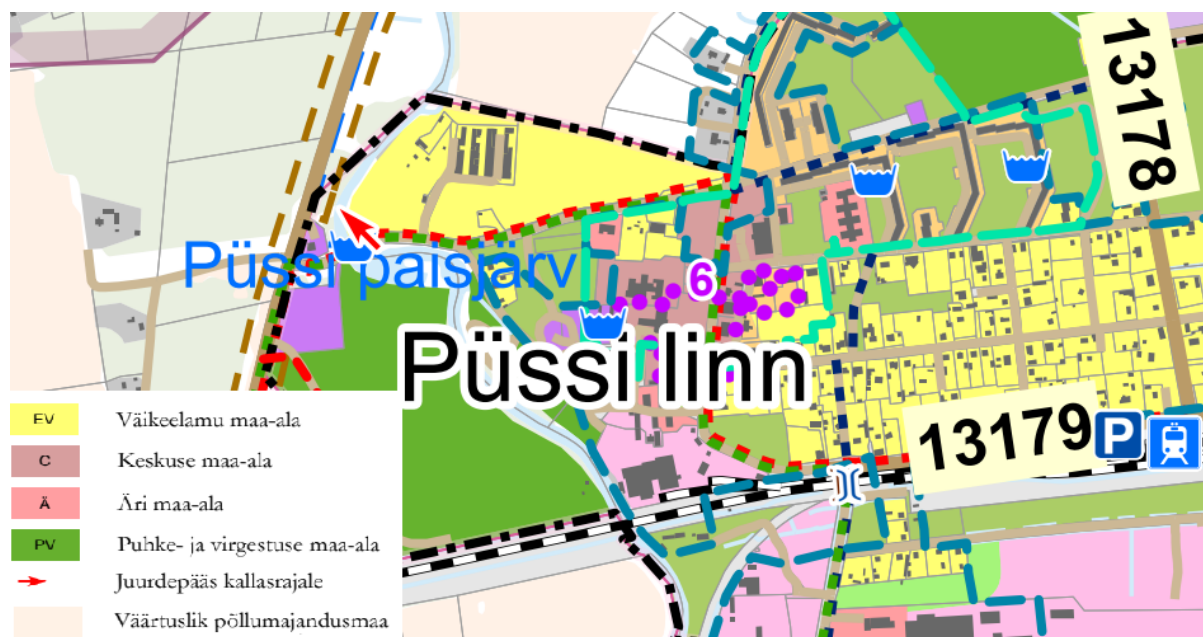 13178
Püssi paisjärv
6
Püssi linn
13179
P
EV Väikeelamu maa-ala
C Keskuse maa-ala
Ä Äri maa-ala
PV Puhke- ja virgestuse maa-ala
Juurdepääs kallasrajale
Väärtuslik põllumajandusmaa